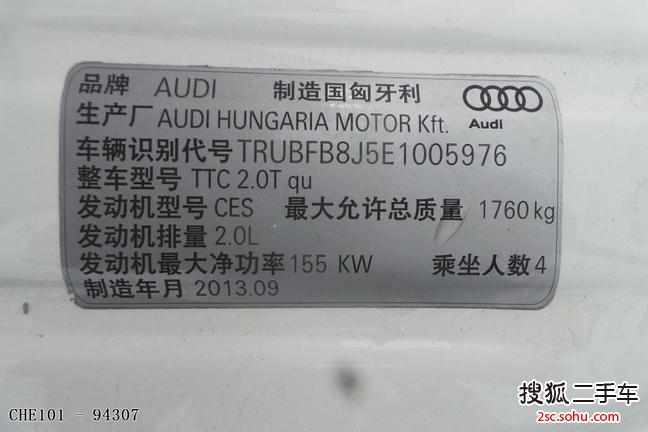 品牌 AUDI 制造国匈牙利
生产厂 AUDI HUNGARIA MOTOR Kft.
Audi
车辆识别代号 TRUBFB8J5E1005976
整车型号 TTC 2.0T qu
发动机型号 CES 最大允许总质量 1760 kg
发动机排量 2.0L
发动机最大净功率 155 KW 乘坐人数 4
制造年月 2013.09
CHE101 - 94307
搜狐二手车
2sc.sohu.com